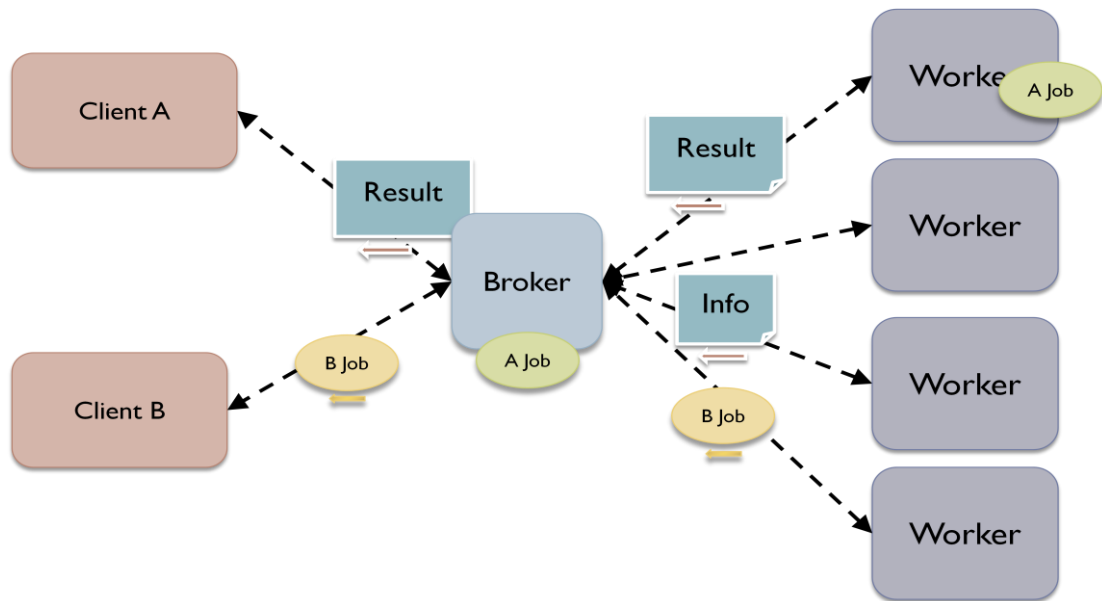 Client A
Result
Broker
A Job
B Job
Client B
Result
Info
B Job
Worke
A Job
Worker
Worker
Worker